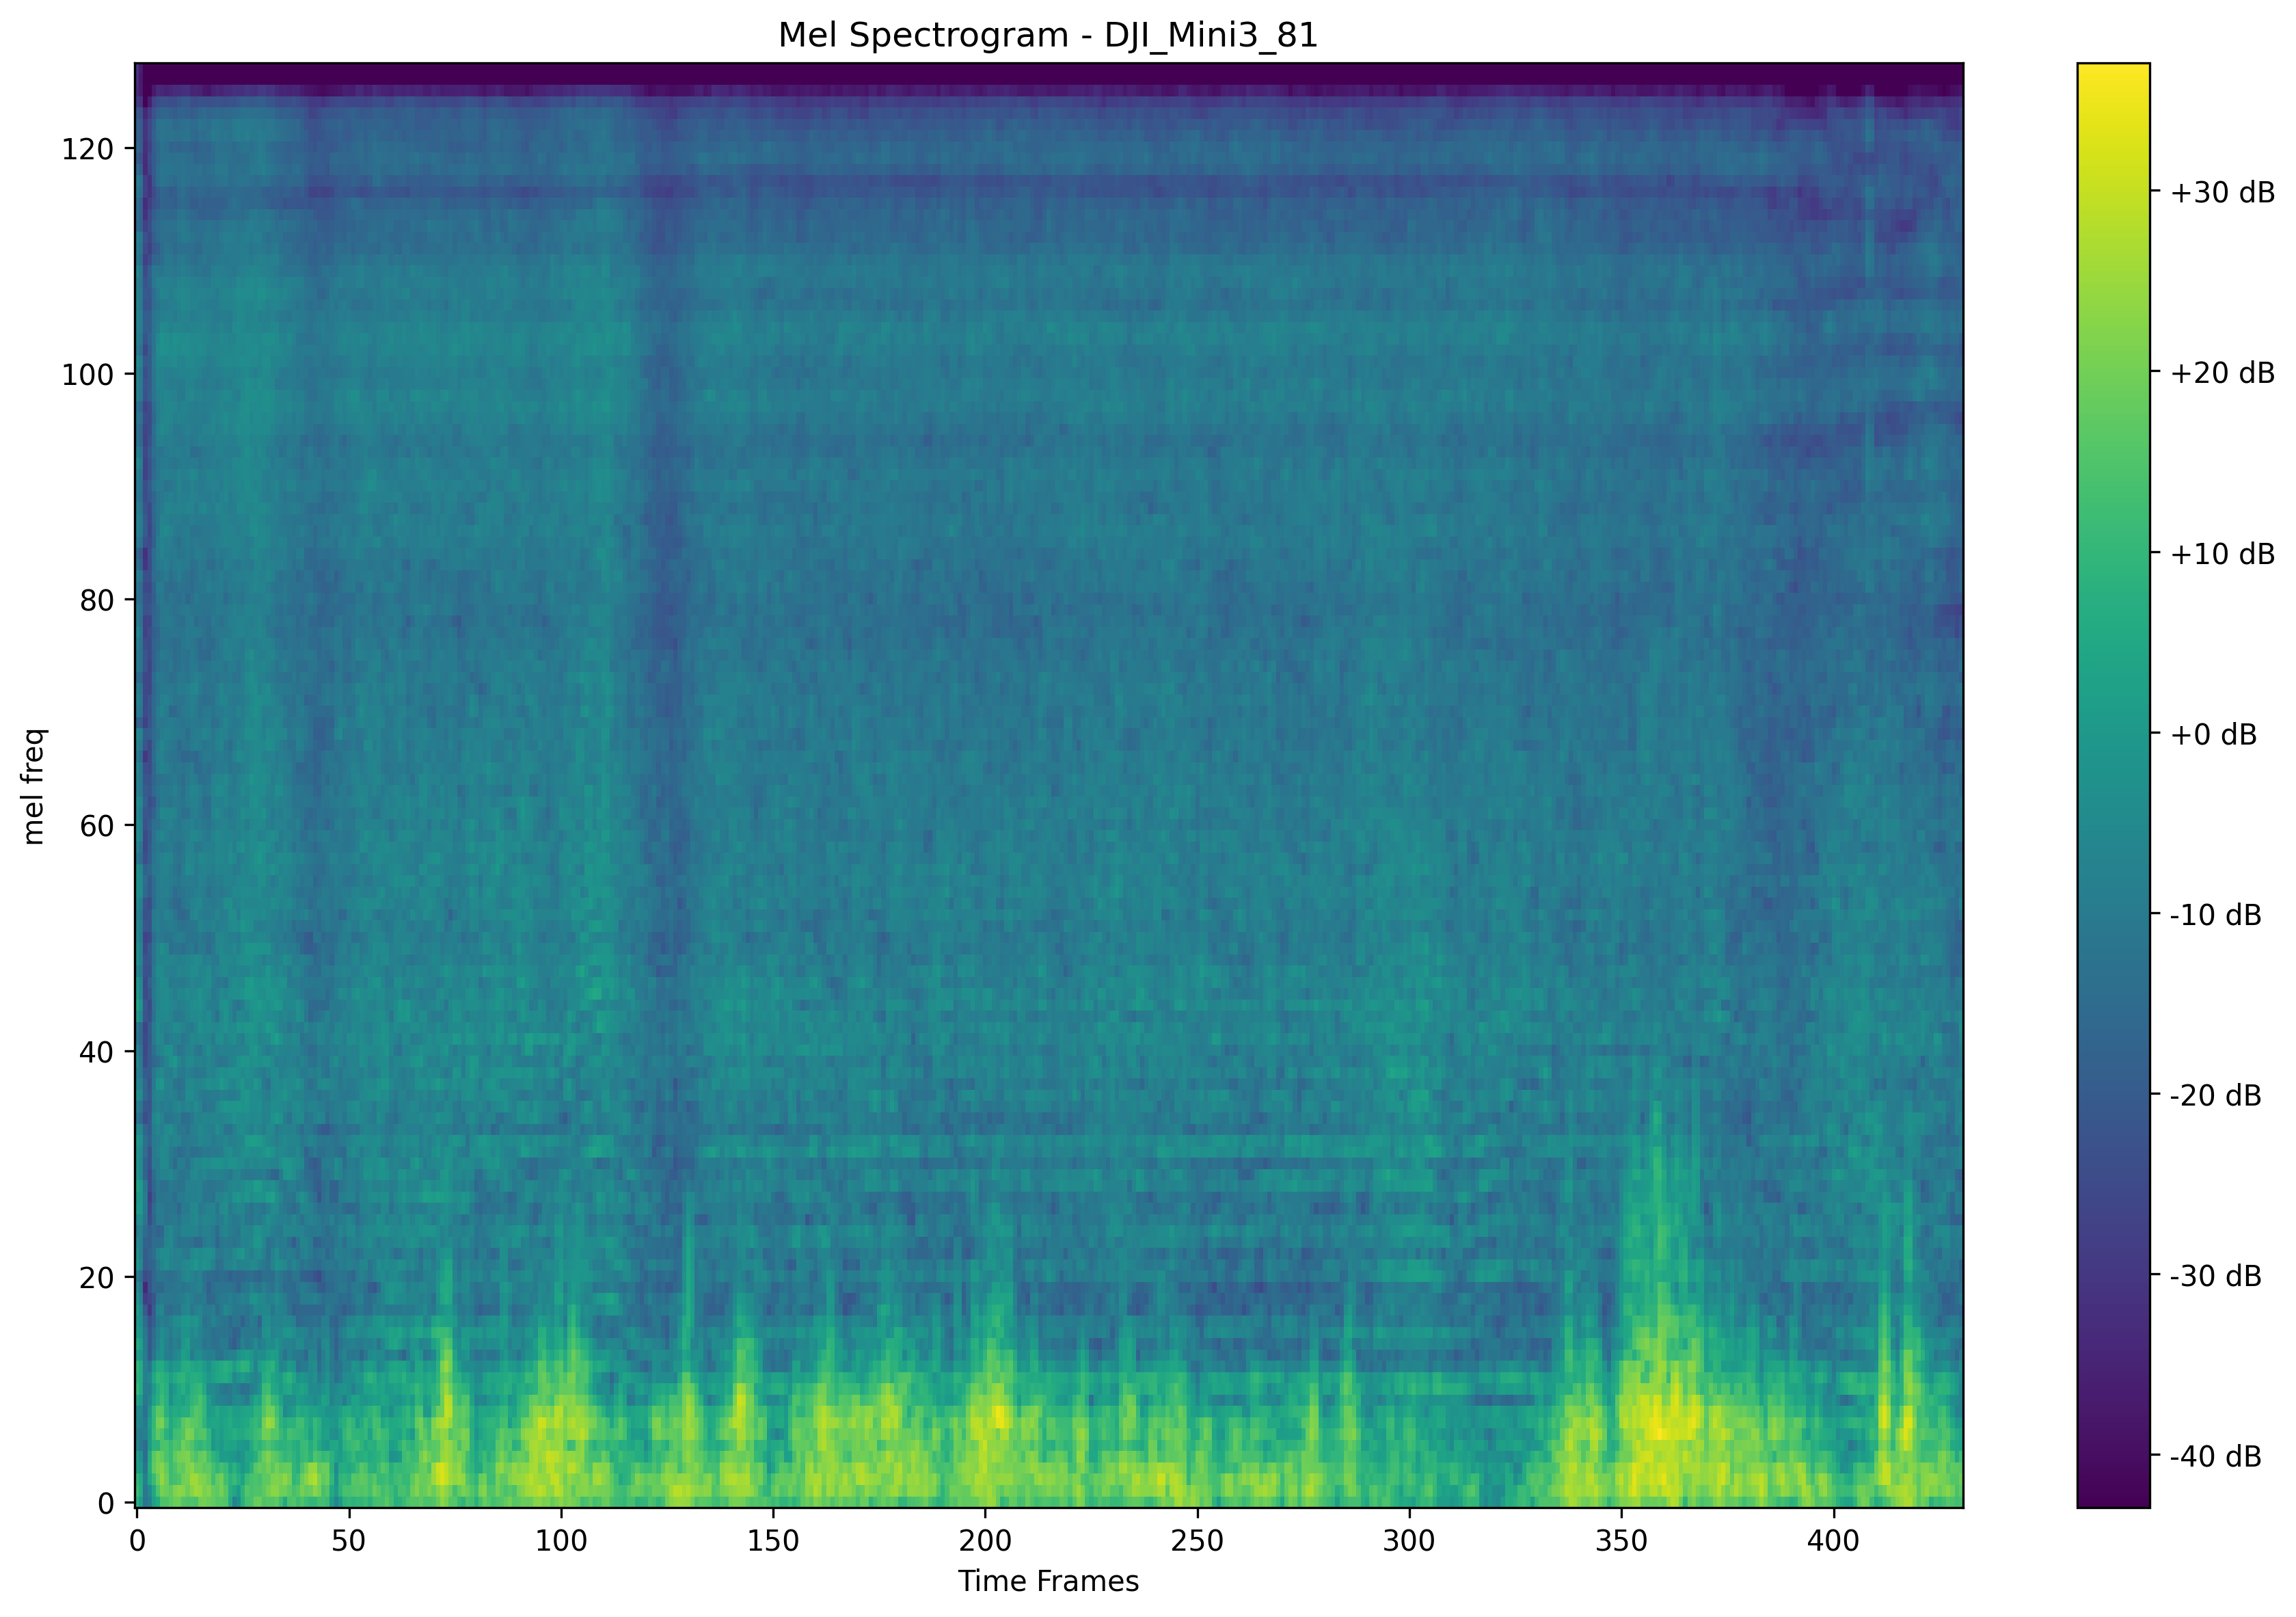 Mel Spectrogram - DJI_Mini3_81
120
100
80
60
40
20
0
mel freq
0 50 100 150 200 250 300 350 400
Time Frames
+30 dB
+20 dB
+10 dB
+0 dB
-10 dB
-20 dB
-30 dB
-40 dB